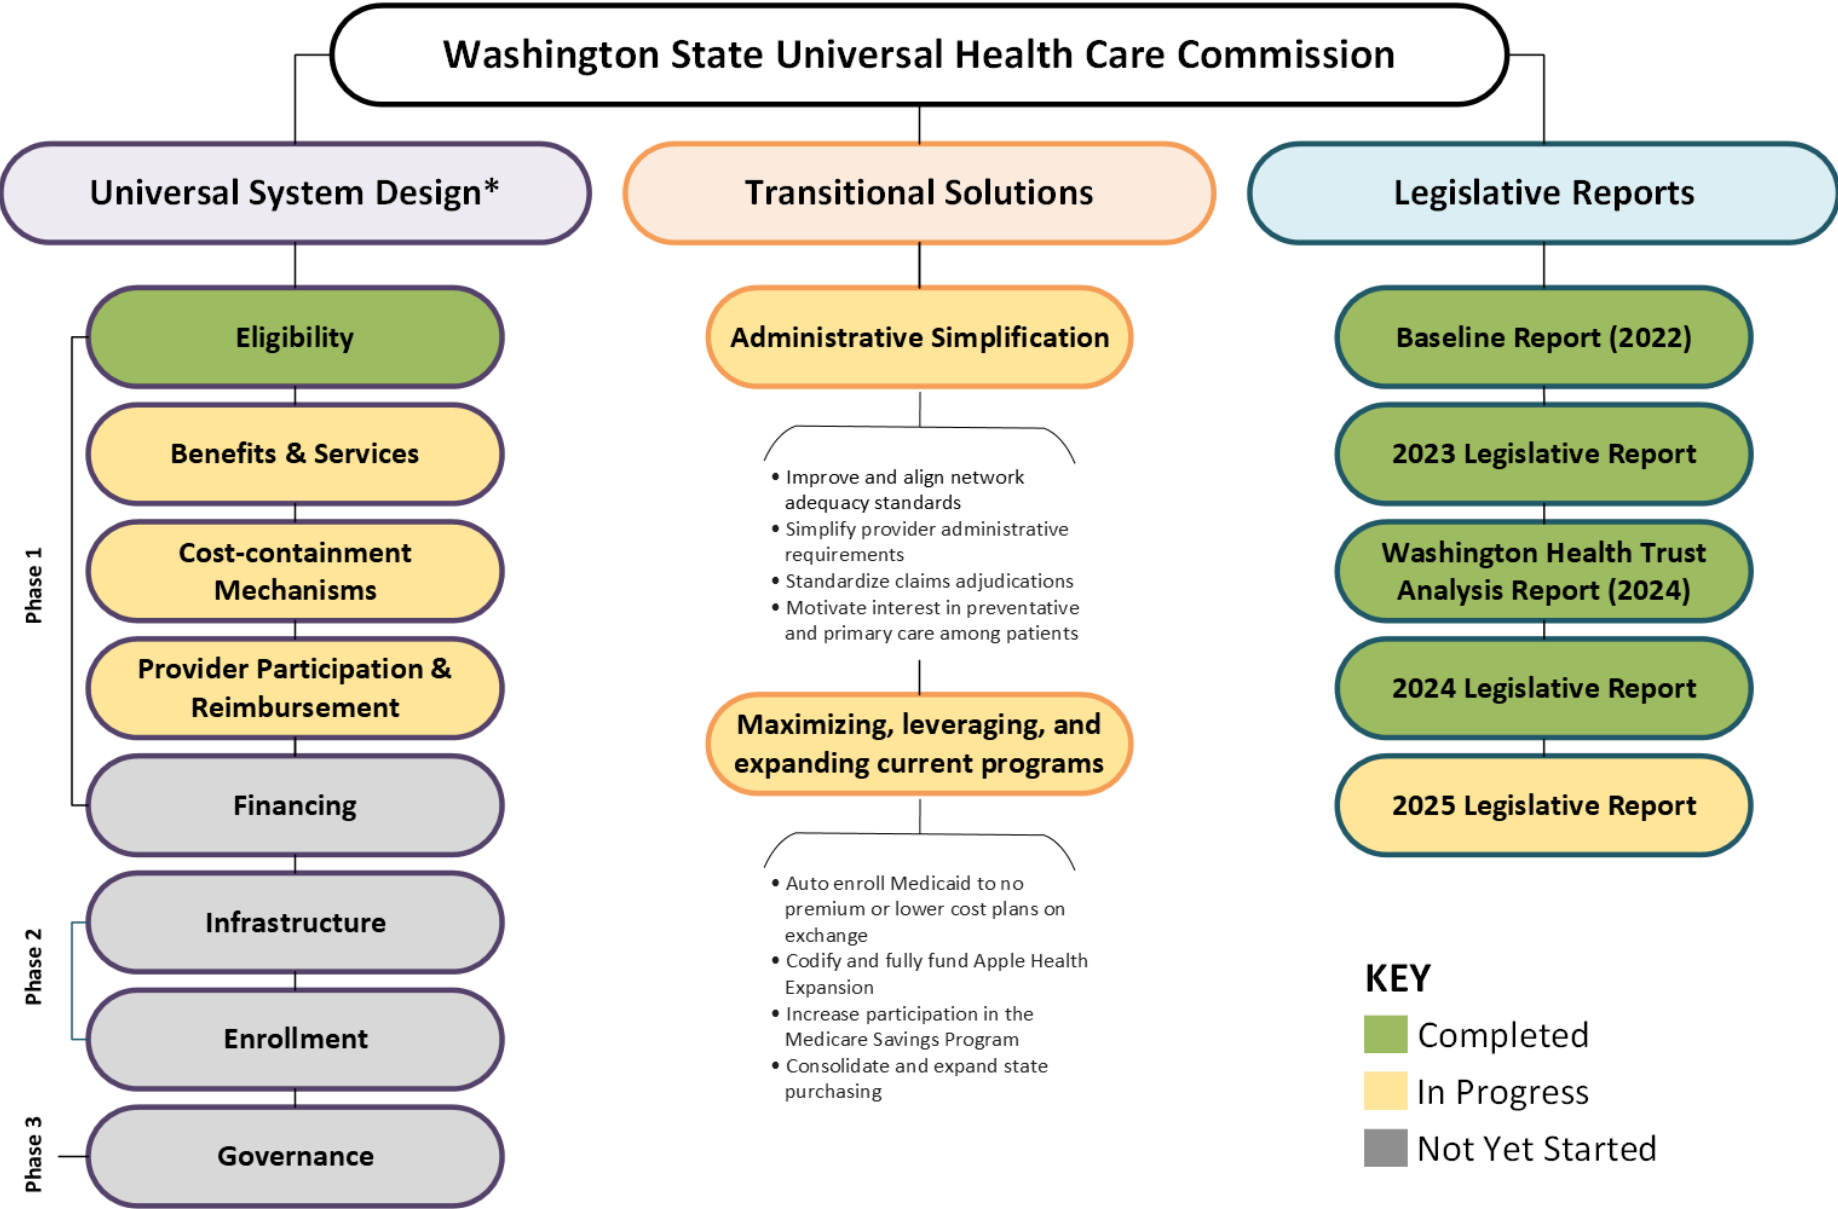 Washington State Universal Health Care Commission
Universal System Design*
Eligibility
Benefits & Services
Cost-containment
Mechanisms
Provider Participation &
Reimbursement
Financing
Infrastructure
Enrollment
Governance
Phase 1
Phase 2
Phase 3
Transitional Solutions
Administrative Simplification
• Improve and align network
adequacy standards
• Simplify provider administrative
requirements
• Standardize claims adjudications
• Motivate interest in preventative
and primary care among patients
Maximizing, leveraging, and
expanding current programs
• Auto enroll Medicaid to no
premium or lower cost plans on
exchange
• Codify and fully fund Apple Health
Expansion
• Increase participation in the
Medicare Savings Program
• Consolidate and expand state
purchasing
Legislative Reports
Baseline Report (2022)
2023 Legislative Report
Washington Health Trust
Analysis Report (2024)
2024 Legislative Report
2025 Legislative Report
KEY
Completed
In Progress
Not Yet Started